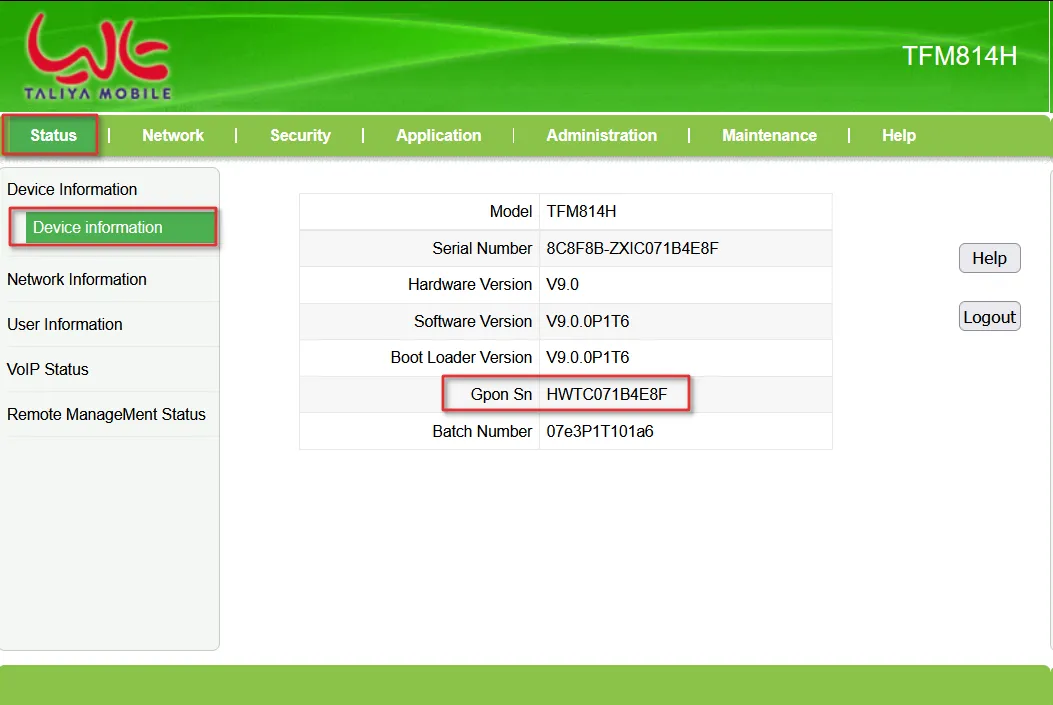 عاليا
TALIYA MOBILE
TFM814H
Status | Network | Security | Application | Administration | Maintenance | Help
Device Information
Device information
Network Information
User Information
VoIP Status
Remote ManageMent Status
Model TFM814H
Serial Number 8C8F8B-ZXIC071B4E8F
Hardware Version V9.0
Software Version V9.0.0P1T6
Boot Loader Version V9.0.0P1T6
Gpon Sn HWTC071B4E8F
Batch Number 07e3P1T101a6
Help
Logout